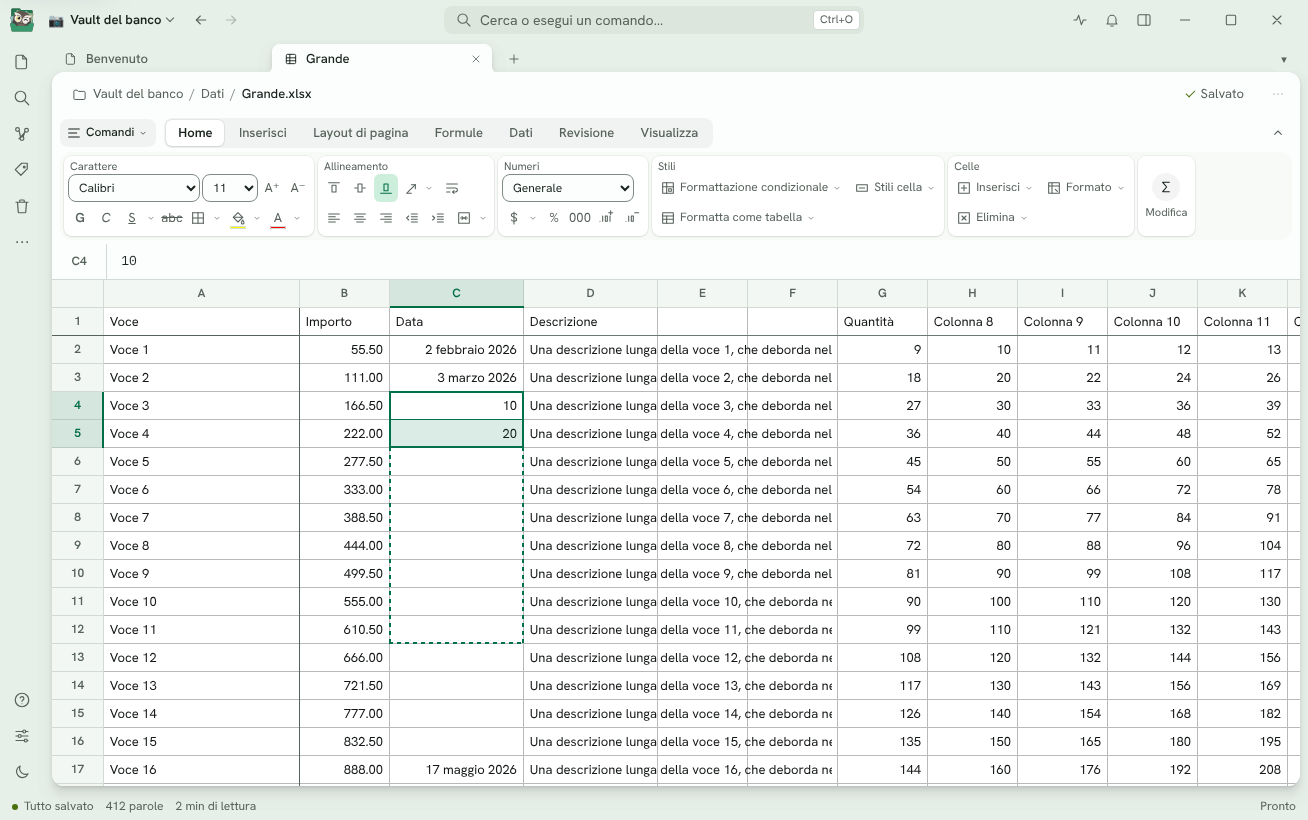 Vault del banco
Cerca o esegui un comando...
Ctrl+O
Benvenuto
Grande
Vault del banco / Dati / Grande.xlsx
Salvato
Comandi
Home Inserisci Layout di pagina Formule Dati Revisione Visualizza
Carattere
Calibri 11 A+ A−
G C S abc A
Allineamento
Numeri
Generale
$ % 000 .10 .10
Stili
Formattazione condizionale Stili cella
Formatta come tabella
Celle
Inserisci Formato
Elimina
Σ
Modifica
C4 10
A B C D E F G H I J K
1 Voce Importo Data Descrizione Quantità Colonna 8 Colonna 9 Colonna 10 Colonna 11
2 Voce 1 55.50 2 febbraio 2026 Una descrizione lunga della voce 1, che deborda nel 9 10 11 12 13
3 Voce 2 111.00 3 marzo 2026 Una descrizione lunga della voce 2, che deborda nel 18 20 22 24 26
4 Voce 3 166.50 10 Una descrizione lunga della voce 3, che deborda nel 27 30 33 36 39
5 Voce 4 222.00 20 Una descrizione lunga della voce 4, che deborda nel 36 40 44 48 52
6 Voce 5 277.50 Una descrizione lunga della voce 5, che deborda nel 45 50 55 60 65
7 Voce 6 333.00 Una descrizione lunga della voce 6, che deborda nel 54 60 66 72 78
8 Voce 7 388.50 Una descrizione lunga della voce 7, che deborda nel 63 70 77 84 91
9 Voce 8 444.00 Una descrizione lunga della voce 8, che deborda nel 72 80 88 96 104
10 Voce 9 499.50 Una descrizione lunga della voce 9, che deborda nel 81 90 99 108 117
11 Voce 10 555.00 Una descrizione lunga della voce 10, che deborda ne 90 100 110 120 130
12 Voce 11 610.50 Una descrizione lunga della voce 11, che deborda ne 99 110 121 132 143
13 Voce 12 666.00 Una descrizione lunga della voce 12, che deborda ne 108 120 132 144 156
14 Voce 13 721.50 Una descrizione lunga della voce 13, che deborda ne 117 130 143 156 169
15 Voce 14 777.00 Una descrizione lunga della voce 14, che deborda ne 126 140 154 168 182
16 Voce 15 832.50 Una descrizione lunga della voce 15, che deborda ne 135 150 165 180 195
17 Voce 16 888.00 17 maggio 2026 Una descrizione lunga della voce 16, che deborda ne 144 160 176 192 208
Tutto salvato 412 parole 2 min di lettura
Pronto